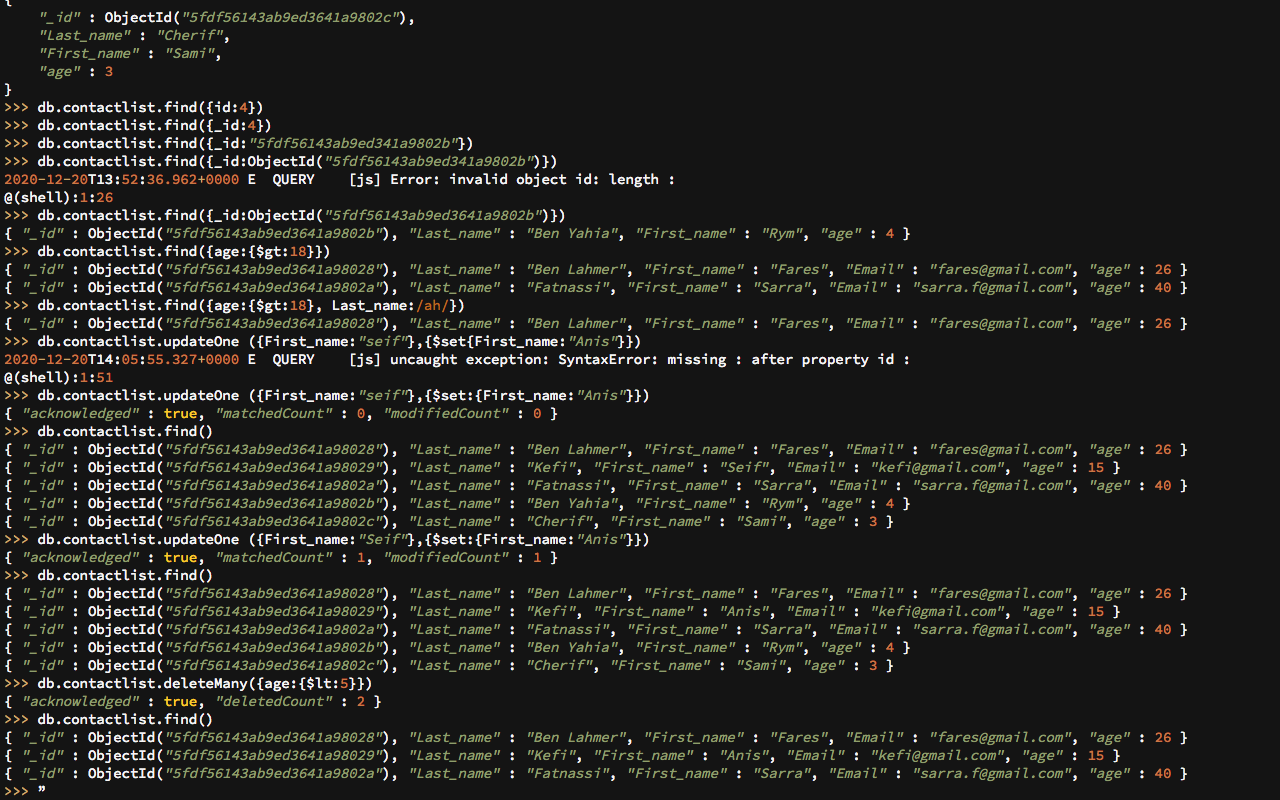 {
    "_id" : ObjectId("5fdf56143ab9ed3641a9802c"),
    "Last_name" : "Cherif",
    "First_name" : "Sami",
    "age" : 3
}
>>> db.contactlist.find({id:4})
>>> db.contactlist.find({_id:4})
>>> db.contactlist.find({_id:"5fdf56143ab9ed341a9802b"})
>>> db.contactlist.find({_id:ObjectId("5fdf56143ab9ed341a9802b")})
2020-12-20T13:52:36.962+0000 E  QUERY    [js] Error: invalid object id: length :
@(shell):1:26
>>> db.contactlist.find({_id:ObjectId("5fdf56143ab9ed3641a9802b")})
{ "_id" : ObjectId("5fdf56143ab9ed3641a9802b"), "Last_name" : "Ben Yahia", "First_name" : "Rym", "age" : 4 }
>>> db.contactlist.find({age:{$gt:18}})
{ "_id" : ObjectId("5fdf56143ab9ed3641a98028"), "Last_name" : "Ben Lahmer", "First_name" : "Fares", "Email" : "fares@gmail.com", "age" : 26 }
{ "_id" : ObjectId("5fdf56143ab9ed3641a9802a"), "Last_name" : "Fatnassi", "First_name" : "Sarra", "Email" : "sarra.f@gmail.com", "age" : 40 }
>>> db.contactlist.find({age:{$gt:18}, Last_name:/ah/})
{ "_id" : ObjectId("5fdf56143ab9ed3641a98028"), "Last_name" : "Ben Lahmer", "First_name" : "Fares", "Email" : "fares@gmail.com", "age" : 26 }
>>> db.contactlist.updateOne ({First_name:"seif"},{$set{First_name:"Anis"}})
2020-12-20T14:05:55.327+0000 E  QUERY    [js] uncaught exception: SyntaxError: missing : after property id :
@(shell):1:51
>>> db.contactlist.updateOne ({First_name:"seif"},{$set:{First_name:"Anis"}})
{ "acknowledged" : true, "matchedCount" : 0, "modifiedCount" : 0 }
>>> db.contactlist.find()
{ "_id" : ObjectId("5fdf56143ab9ed3641a98028"), "Last_name" : "Ben Lahmer", "First_name" : "Fares", "Email" : "fares@gmail.com", "age" : 26 }
{ "_id" : ObjectId("5fdf56143ab9ed3641a98029"), "Last_name" : "Kefi", "First_name" : "Seif", "Email" : "kefi@gmail.com", "age" : 15 }
{ "_id" : ObjectId("5fdf56143ab9ed3641a9802a"), "Last_name" : "Fatnassi", "First_name" : "Sarra", "Email" : "sarra.f@gmail.com", "age" : 40 }
{ "_id" : ObjectId("5fdf56143ab9ed3641a9802b"), "Last_name" : "Ben Yahia", "First_name" : "Rym", "age" : 4 }
{ "_id" : ObjectId("5fdf56143ab9ed3641a9802c"), "Last_name" : "Cherif", "First_name" : "Sami", "age" : 3 }
>>> db.contactlist.updateOne ({First_name:"Seif"},{$set:{First_name:"Anis"}})
{ "acknowledged" : true, "matchedCount" : 1, "modifiedCount" : 1 }
>>> db.contactlist.find()
{ "_id" : ObjectId("5fdf56143ab9ed3641a98028"), "Last_name" : "Ben Lahmer", "First_name" : "Fares", "Email" : "fares@gmail.com", "age" : 26 }
{ "_id" : ObjectId("5fdf56143ab9ed3641a98029"), "Last_name" : "Kefi", "First_name" : "Anis", "Email" : "kefi@gmail.com", "age" : 15 }
{ "_id" : ObjectId("5fdf56143ab9ed3641a9802a"), "Last_name" : "Fatnassi", "First_name" : "Sarra", "Email" : "sarra.f@gmail.com", "age" : 40 }
{ "_id" : ObjectId("5fdf56143ab9ed3641a9802b"), "Last_name" : "Ben Yahia", "First_name" : "Rym", "age" : 4 }
{ "_id" : ObjectId("5fdf56143ab9ed3641a9802c"), "Last_name" : "Cherif", "First_name" : "Sami", "age" : 3 }
>>> db.contactlist.deleteMany({age:{$lt:5}})
{ "acknowledged" : true, "deletedCount" : 2 }
>>> db.contactlist.find()
{ "_id" : ObjectId("5fdf56143ab9ed3641a98028"), "Last_name" : "Ben Lahmer", "First_name" : "Fares", "Email" : "fares@gmail.com", "age" : 26 }
{ "_id" : ObjectId("5fdf56143ab9ed3641a98029"), "Last_name" : "Kefi", "First_name" : "Anis", "Email" : "kefi@gmail.com", "age" : 15 }
{ "_id" : ObjectId("5fdf56143ab9ed3641a9802a"), "Last_name" : "Fatnassi", "First_name" : "Sarra", "Email" : "sarra.f@gmail.com", "age" : 40 }
>>> ”